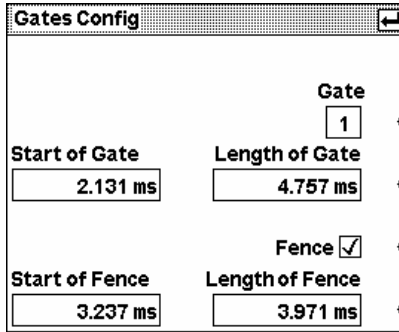 Gates Config
Gate
1
Start of Gate Length of Gate
2.131 ms 4.757 ms
Fence
Start of Fence Length of Fence
3.237 ms 3.971 ms